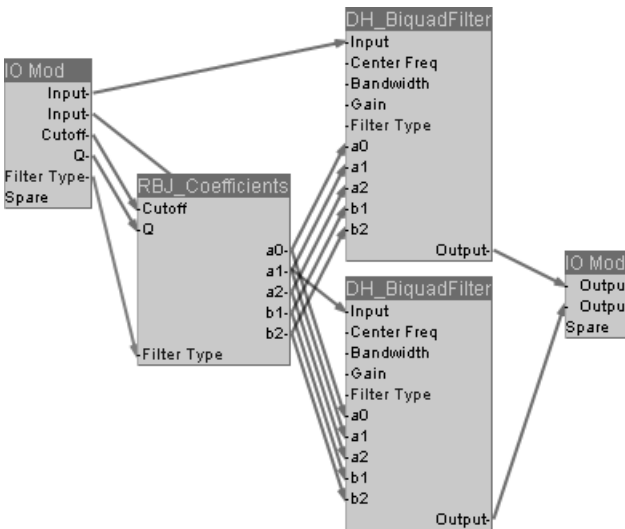 DH_BiquadFilter
Input
Center Freq
Bandwidth
Gain
Filter Type
a0
a1
a2
b1
b2
Output
IO Mod
Input
Input
Cutoff
Q
Filter Type
Spare
RBJ_Coefficients
Cutoff
Q
a0
a1
a2
b1
b2
Filter Type
DH_BiquadFilter
Input
Center Freq
Bandwidth
Gain
Filter Type
a0
a1
a2
b1
b2
Output
IO Mod
Outpu
Outpu
Spare